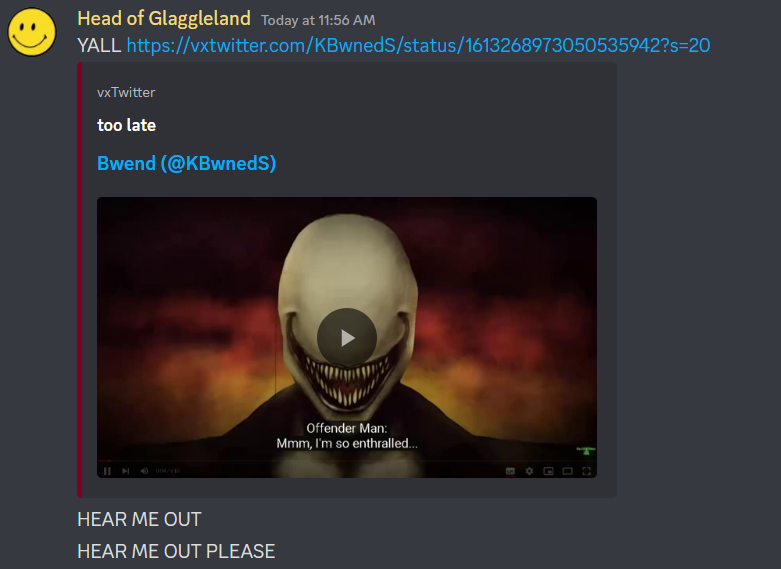 Head of Glaggleland Today at 11:56 AM
YALL https://vxtwitter.com/KBwnedS/status/1613268973050535942?s=20
vxTwitter
too late
Bwend (@KBwnedS)
Offender Man:
Mmm, I'm so enthralled...
HEAR ME OUT
HEAR ME OUT PLEASE